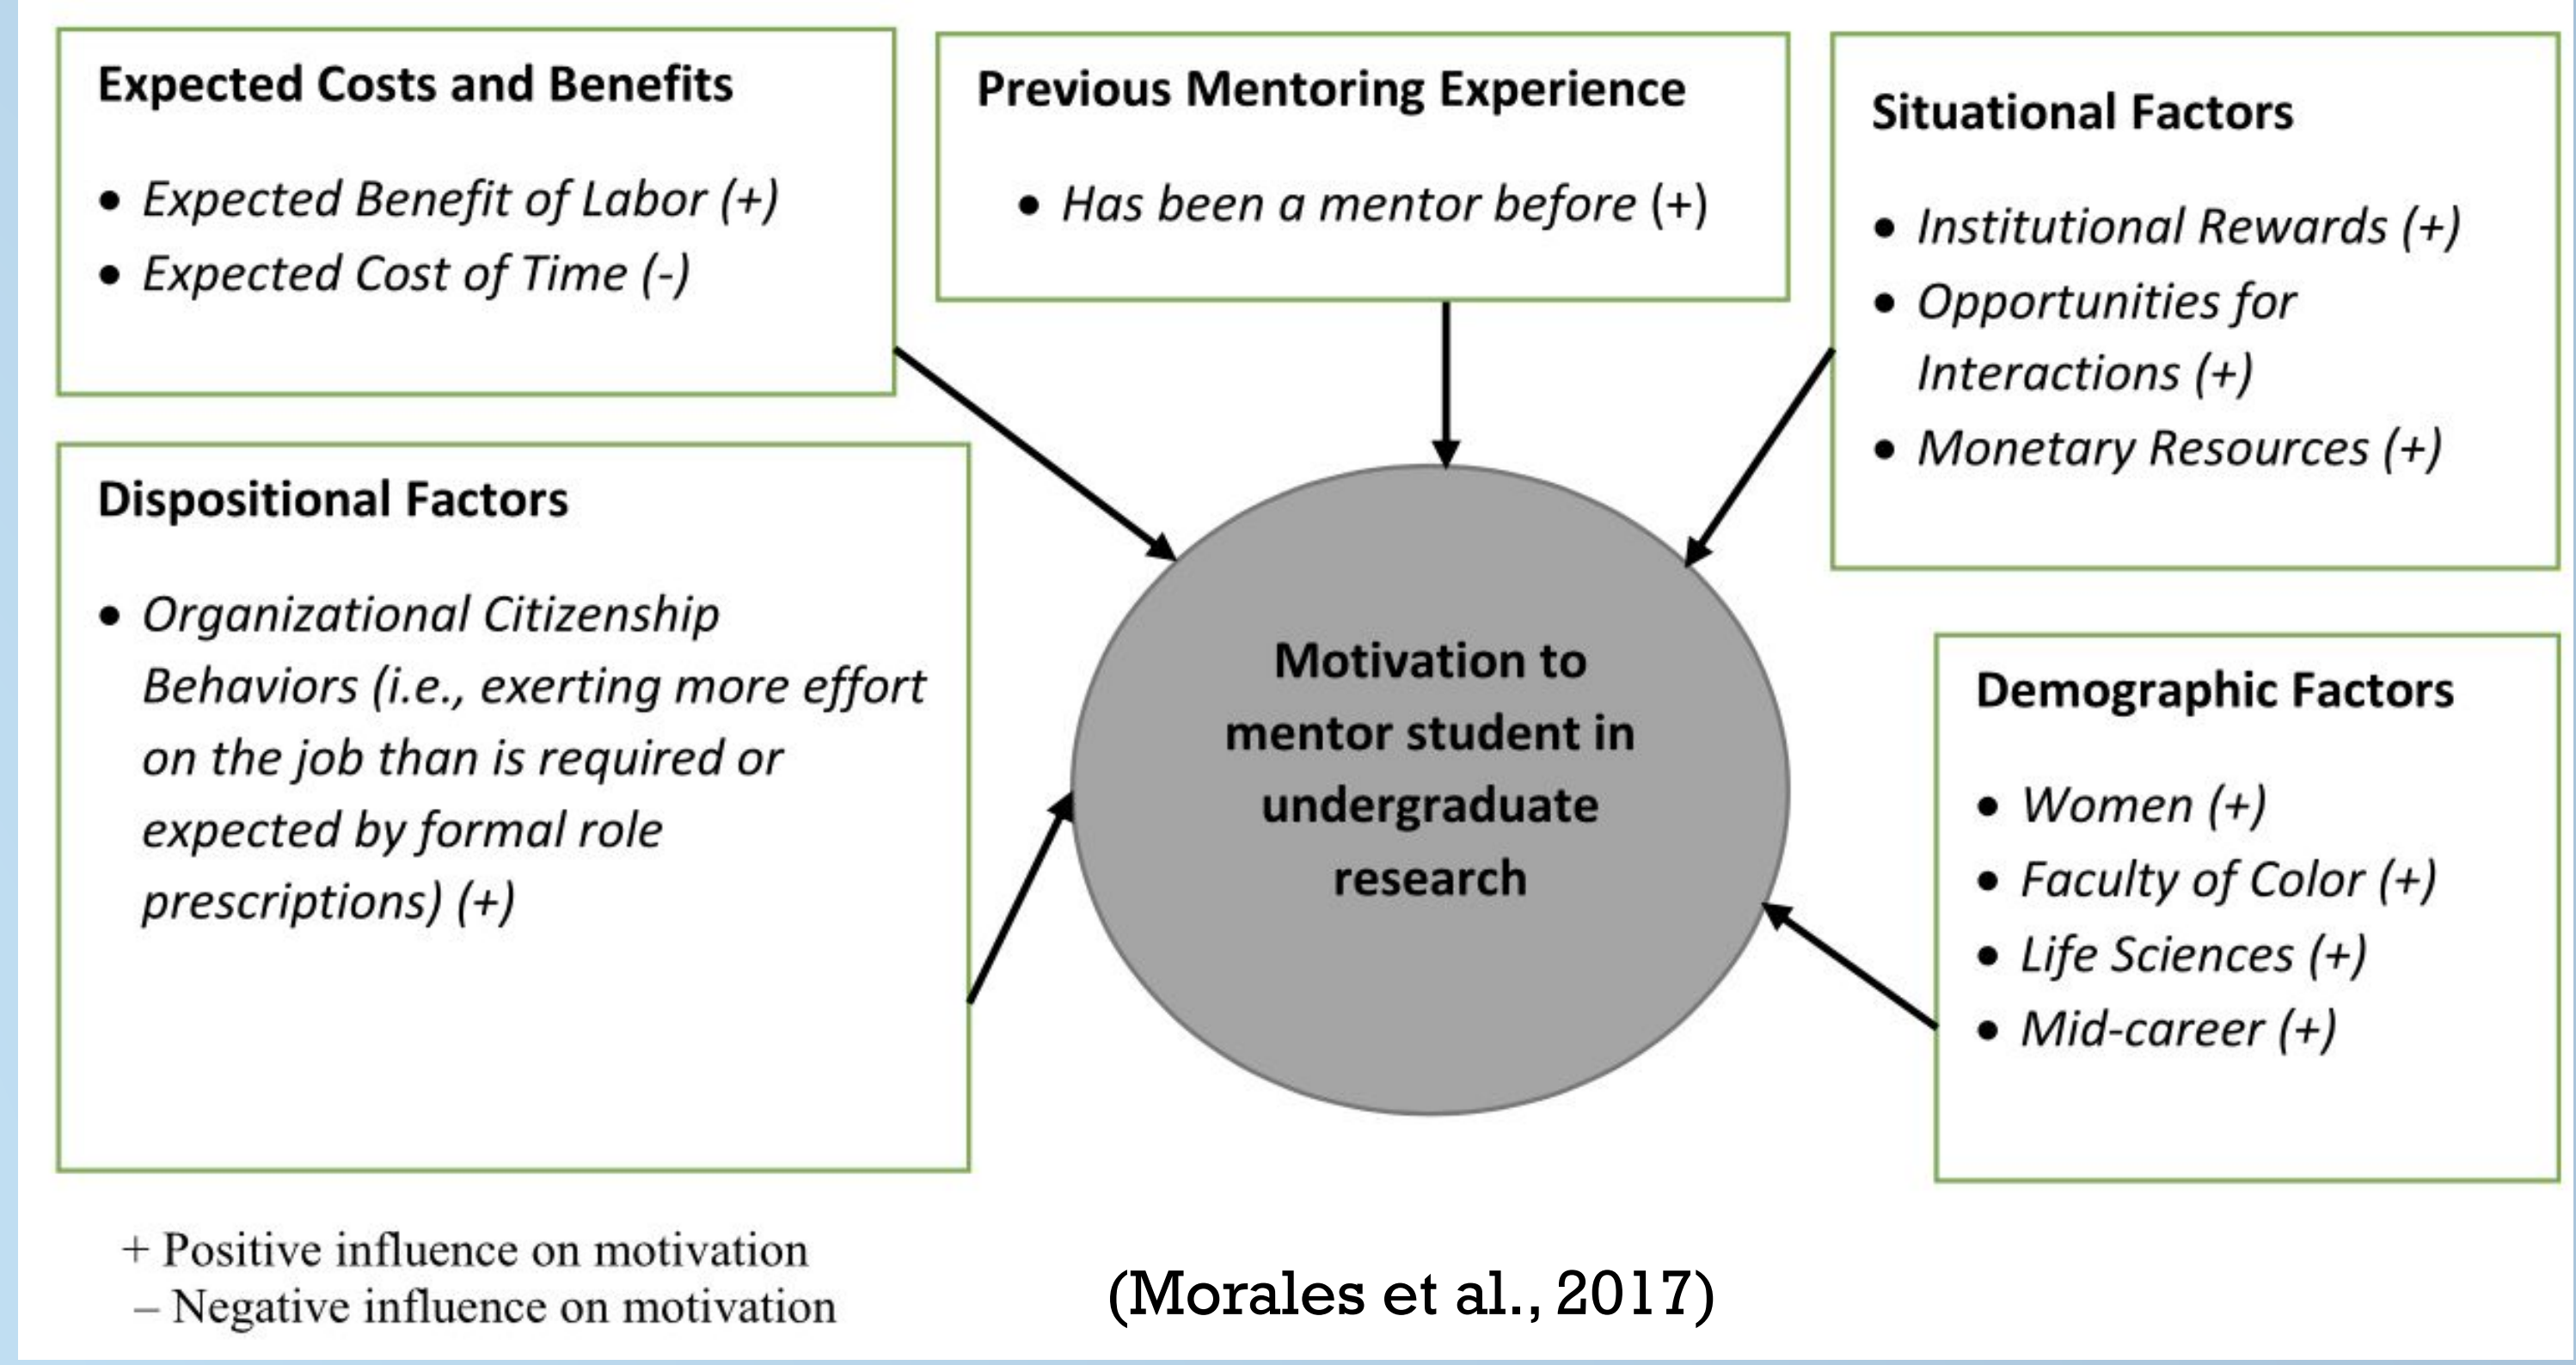 Expected Costs and Benefits
• Expected Benefit of Labor (+)
• Expected Cost of Time (-)
Previous Mentoring Experience
• Has been a mentor before (+)
Situational Factors
• Institutional Rewards (+)
• Opportunities for
Interactions (+)
• Monetary Resources (+)
Dispositional Factors
• Organizational Citizenship
Behaviors (i.e., exerting more effort
on the job than is required or
expected by formal role
prescriptions) (+)
Motivation to
mentor student in
undergraduate
research
Demographic Factors
• Women (+)
• Faculty of Color (+)
• Life Sciences (+)
• Mid-career (+)
+ Positive influence on motivation
– Negative influence on motivation
(Morales et al., 2017)